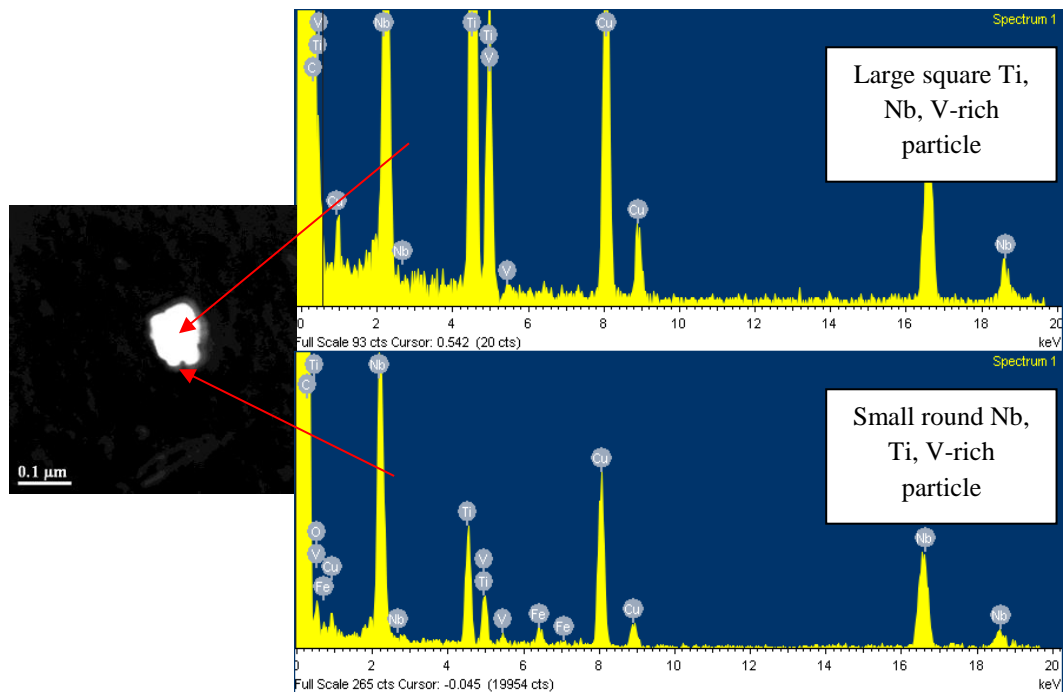 Spectrum 1
V
Nb
Ti
Ti
Cu
Ti
V
C
Cu
Nb
V
Cu
Nb
Large square Ti,
Nb, V-rich
particle
0 2 4 6 8 10 12 14 16 18 20
Full Scale 93 cts Cursor: 0.542 (20 cts) keV
0.1 μm
Spectrum 1
Ti
C
Nb
Cu
Ti
O
V
Cu
Fe
Nb
V
Ti
V
Fe
Fe
Cu
Nb
Nb
Small round Nb,
Ti, V-rich
particle
0 2 4 6 8 10 12 14 16 18 20
Full Scale 265 cts Cursor: -0.045 (19954 cts) keV